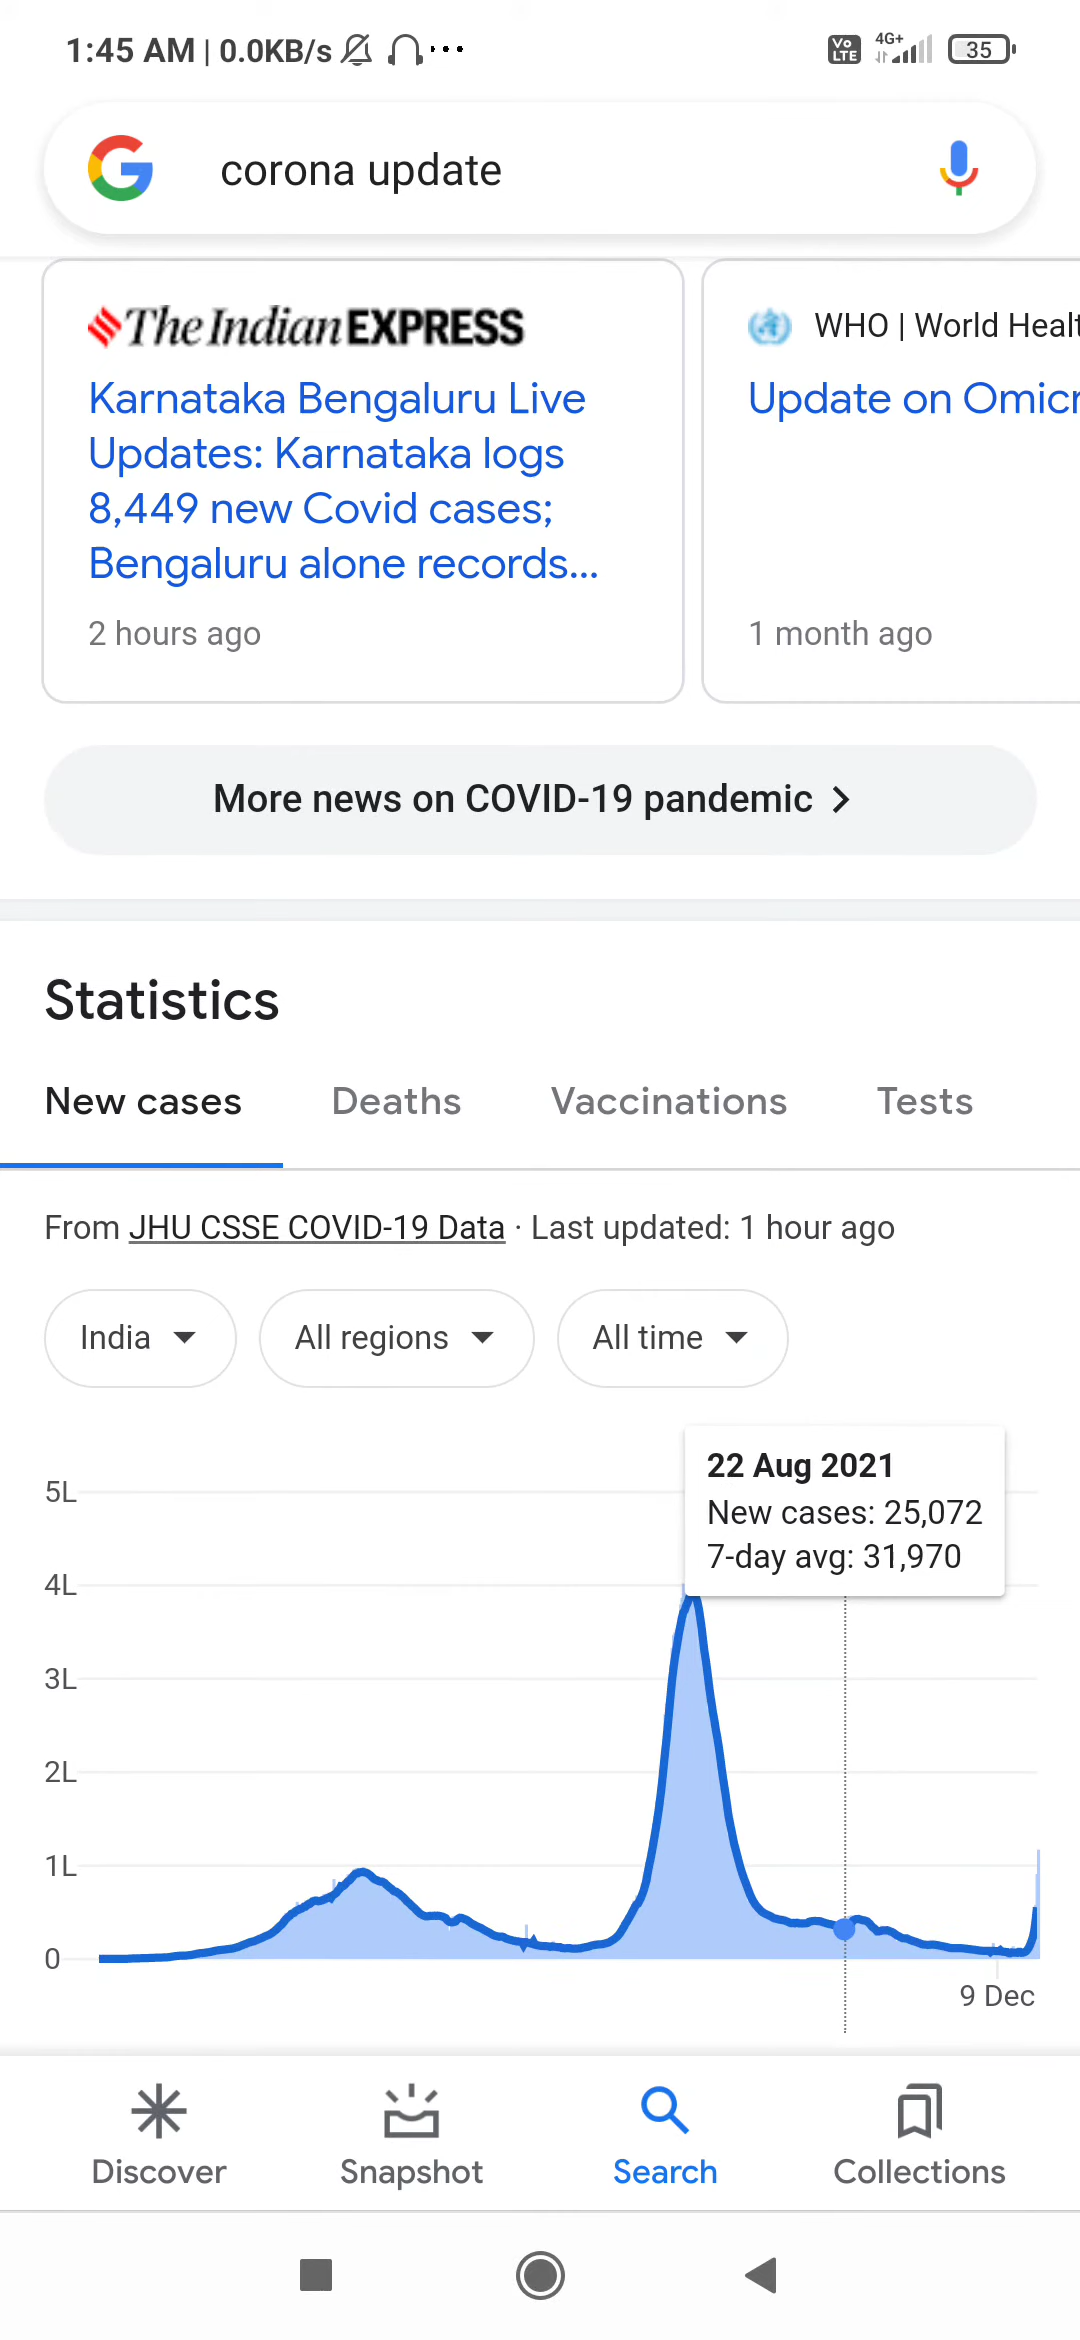 1:45 AM | 0.0KB/s
Vo LTE 4G+ 35
G corona update
The Indian EXPRESS
Karnataka Bengaluru Live
Updates: Karnataka logs
8,449 new Covid cases;
Bengaluru alone records...
2 hours ago
WHO | World Healt
Update on Omicr
1 month ago
More news on COVID-19 pandemic
Statistics
New cases Deaths Vaccinations Tests
From JHU CSSE COVID-19 Data · Last updated: 1 hour ago
India All regions All time
22 Aug 2021
New cases: 25,072
7-day avg: 31,970
5L
4L
3L
2L
1L
0
9 Dec
Discover Snapshot Search Collections